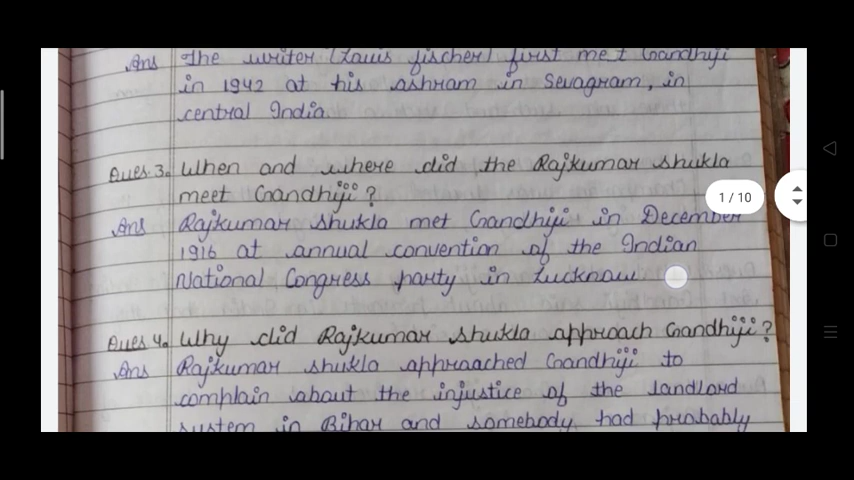 Ans The writer (Louis fischer) first met Gandhiji
in 1942 at his ashram in Sevagram, in
central India.
Ques.3. When and where did the Rajkumar shukla
meet Gandhiji?
1/10
Ans Rajkumar shukla met Gandhiji in December
1916 at annual convention of the Indian
National Congress party in Lucknow
Ques 4. Why did Rajkumar shukla approach Gandhiji?
Ans Rajkumar shukla appraached Gandhiji to
complain about the injustice of the landlord
system in Bihar and somebody had probably